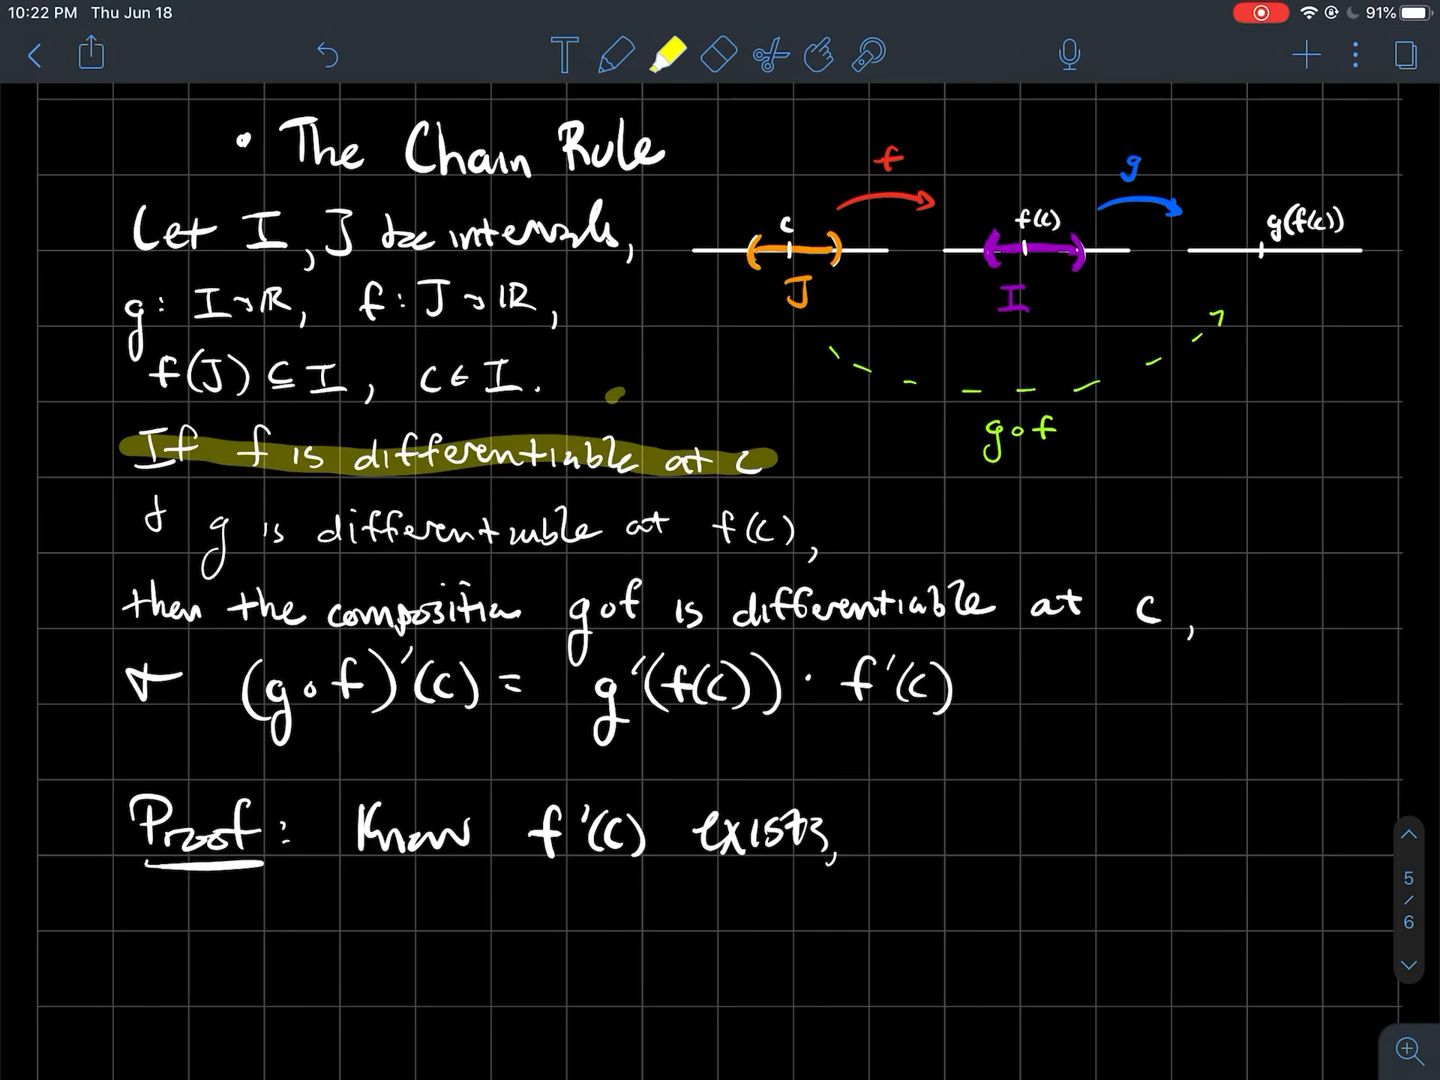 10:22 PM Thu Jun 18
91%
• The Chain Rule
Let I, J be intervals,
g: I → ℝ, f: J → ℝ,
f(J) ⊆ I, c ∈ I.
If f is differentiable at c
& g is differentiable at f(c),
then the composition g∘f is differentiable at c,
& (g∘f)'(c) = g'(f(c)) · f'(c)
Proof: Know f'(c) exists,
f
g
c
f(c)
g(f(c))
J
I
g∘f
5
/
6